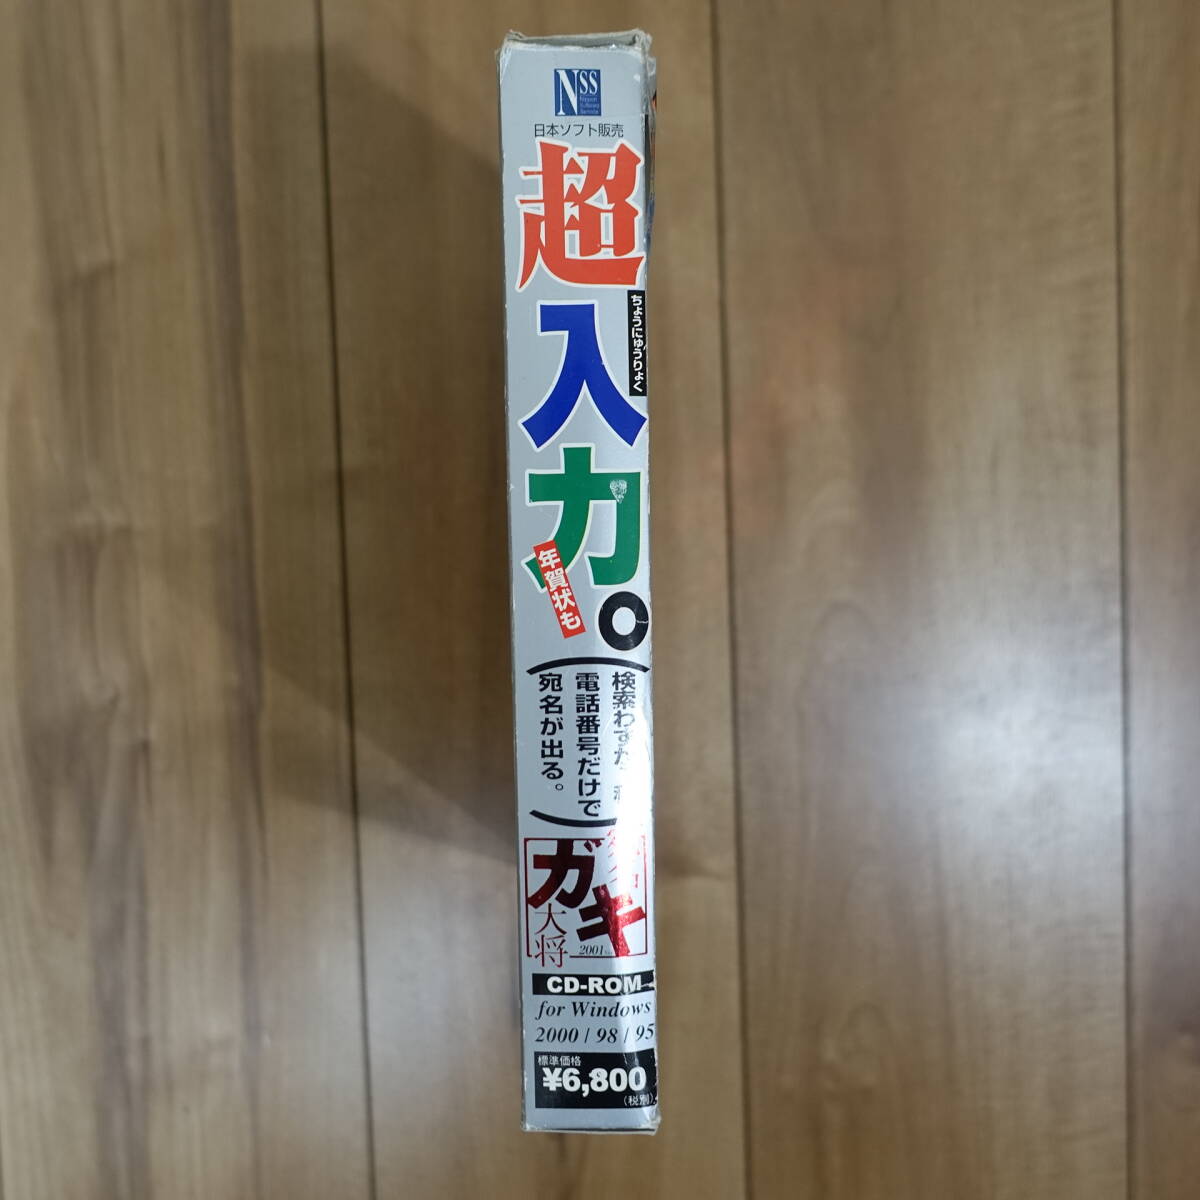 NSS
Nippon
Software
Service
日本ソフト販売
超入力。
ちょうにゅうりょく
年賀状も
検索わずか
電話番号だけで
宛名が出る。
ガキ
大将
2001
CD-ROM
for Windows
2000 / 98 / 95
標準価格
¥6,800
(税別)